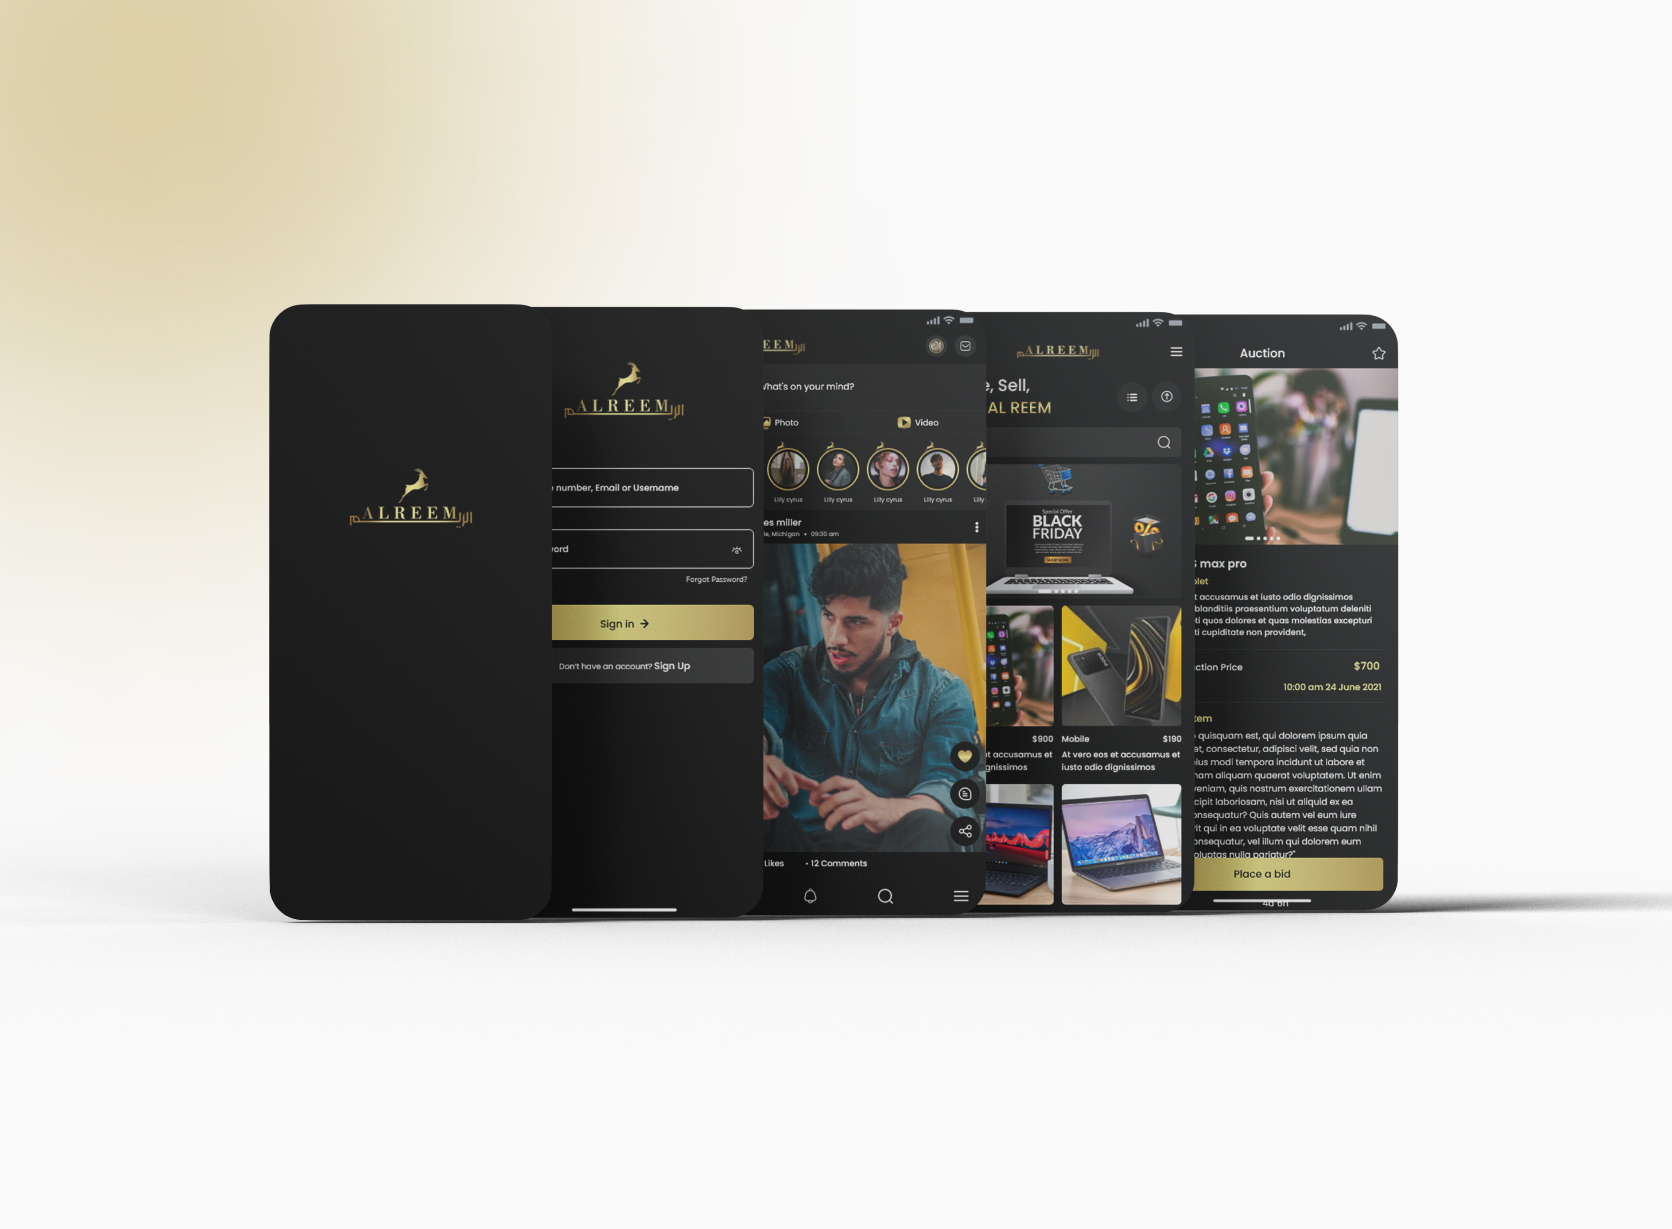 ALREEM الريم
ALREEM الريم
number, Email or Username
Forgot Password?
Sign in
Don't have an account? Sign Up
EEM الريم
What's on your mind?
Photo
Video
Lilly cyrus
Lilly cyrus
Lilly cyrus
Lilly cyrus
Lilly
es miller
le, Michigan • 09:30 am
Likes • 12 Comments
ALREEM الريم
e, Sell,
AL REEM
Special Offer
BLACK
FRIDAY
SHOP NOW
$900
t accusamus et
gnissimos
Mobile $190
At vero eos et accusamus et
iusto odio dignissimos
Auction
S max pro
blet
t accusamus et iusto odio dignissimos
blanditiis praesentium voluptatum deleniti
ti quos dolores et quas molestias excepturi
ti cupiditate non provident,
ction Price $700
10:00 am 24 June 2021
tem
quisquam est, qui dolorem ipsum quia
et, consectetur, adipisci velit, sed quia non
eius modi tempora incidunt ut labore et
nam aliquam quaerat voluptatem. Ut enim
veniam, quis nostrum exercitationem ullam
cipit laboriosam, nisi ut aliquid ex ea
onsequatur? Quis autem vel eum iure
rit qui in ea voluptate velit esse quam nihil
onsequatur, vel illum qui dolorem eum
oluptas nulla pariatur?"
Place a bid
4d 6h